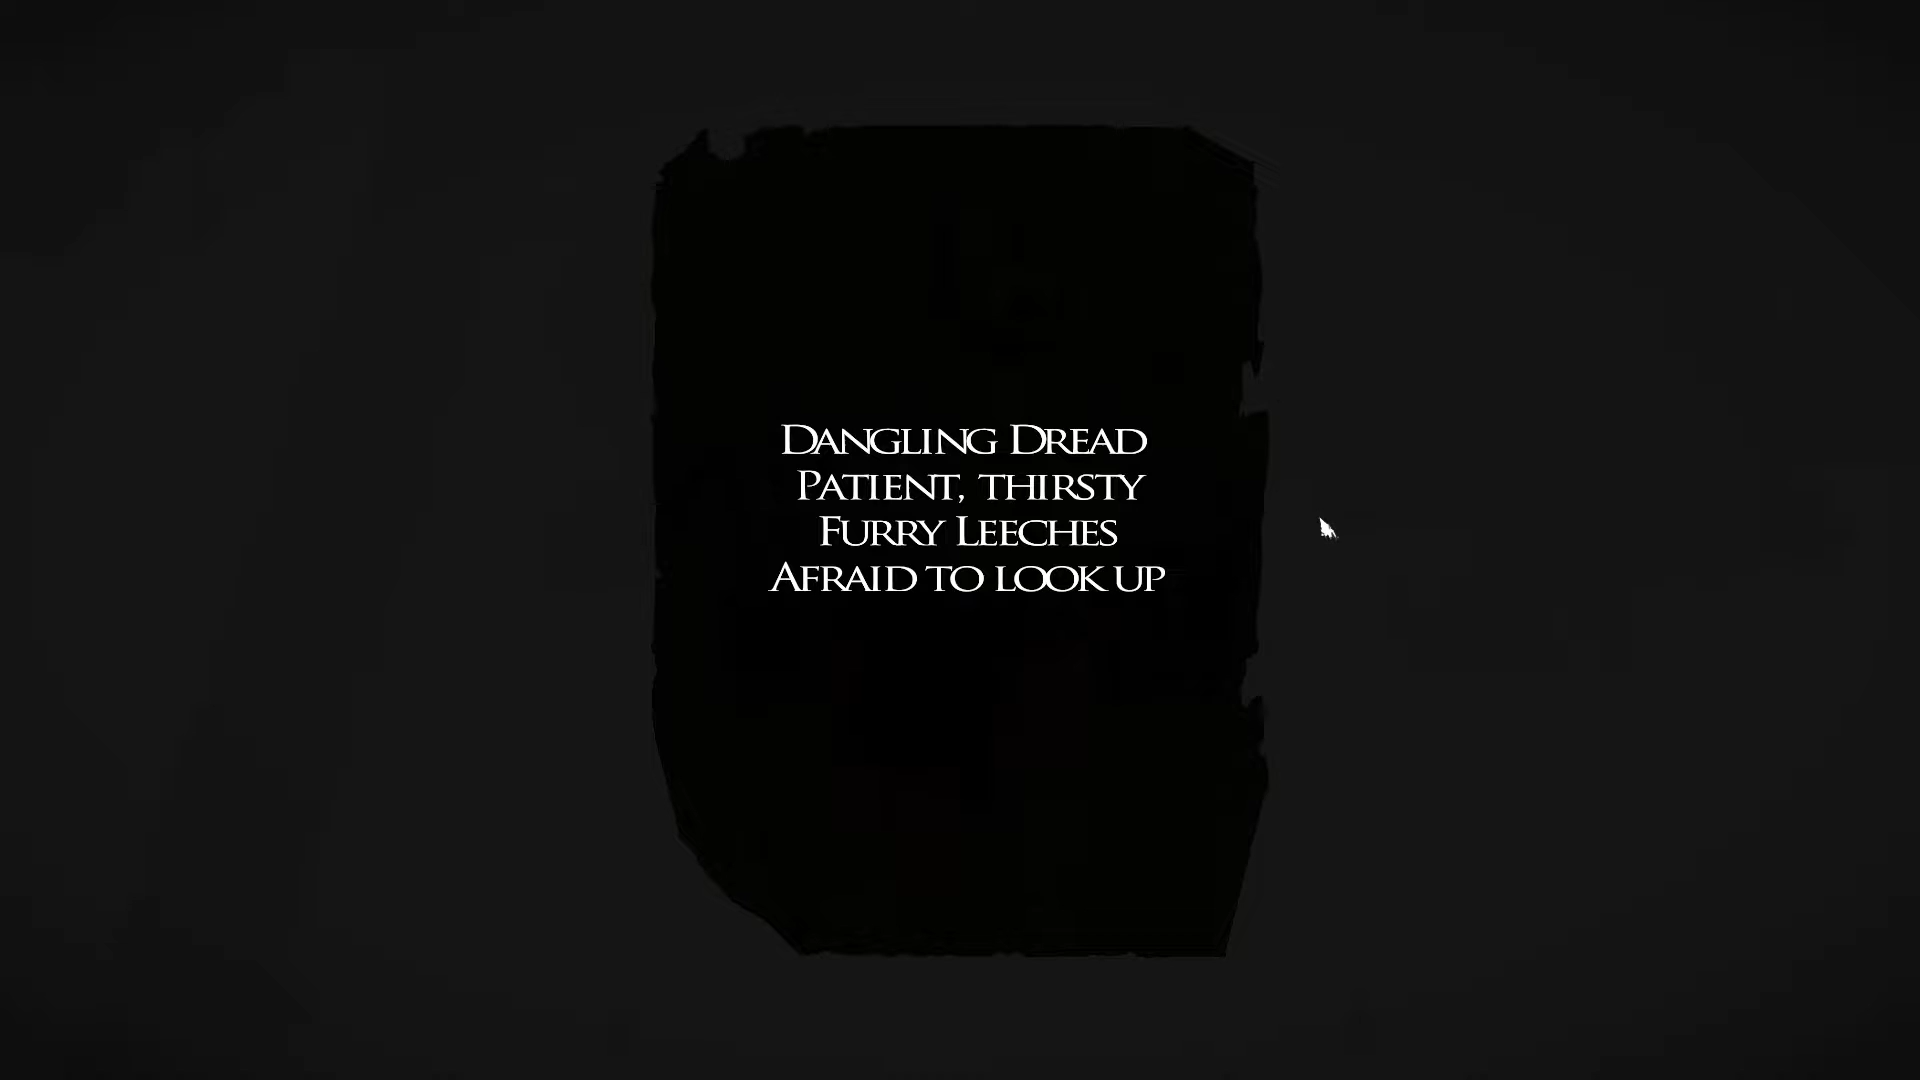 Dangling Dread
Patient, thirsty
Furry Leeches
Afraid to look up